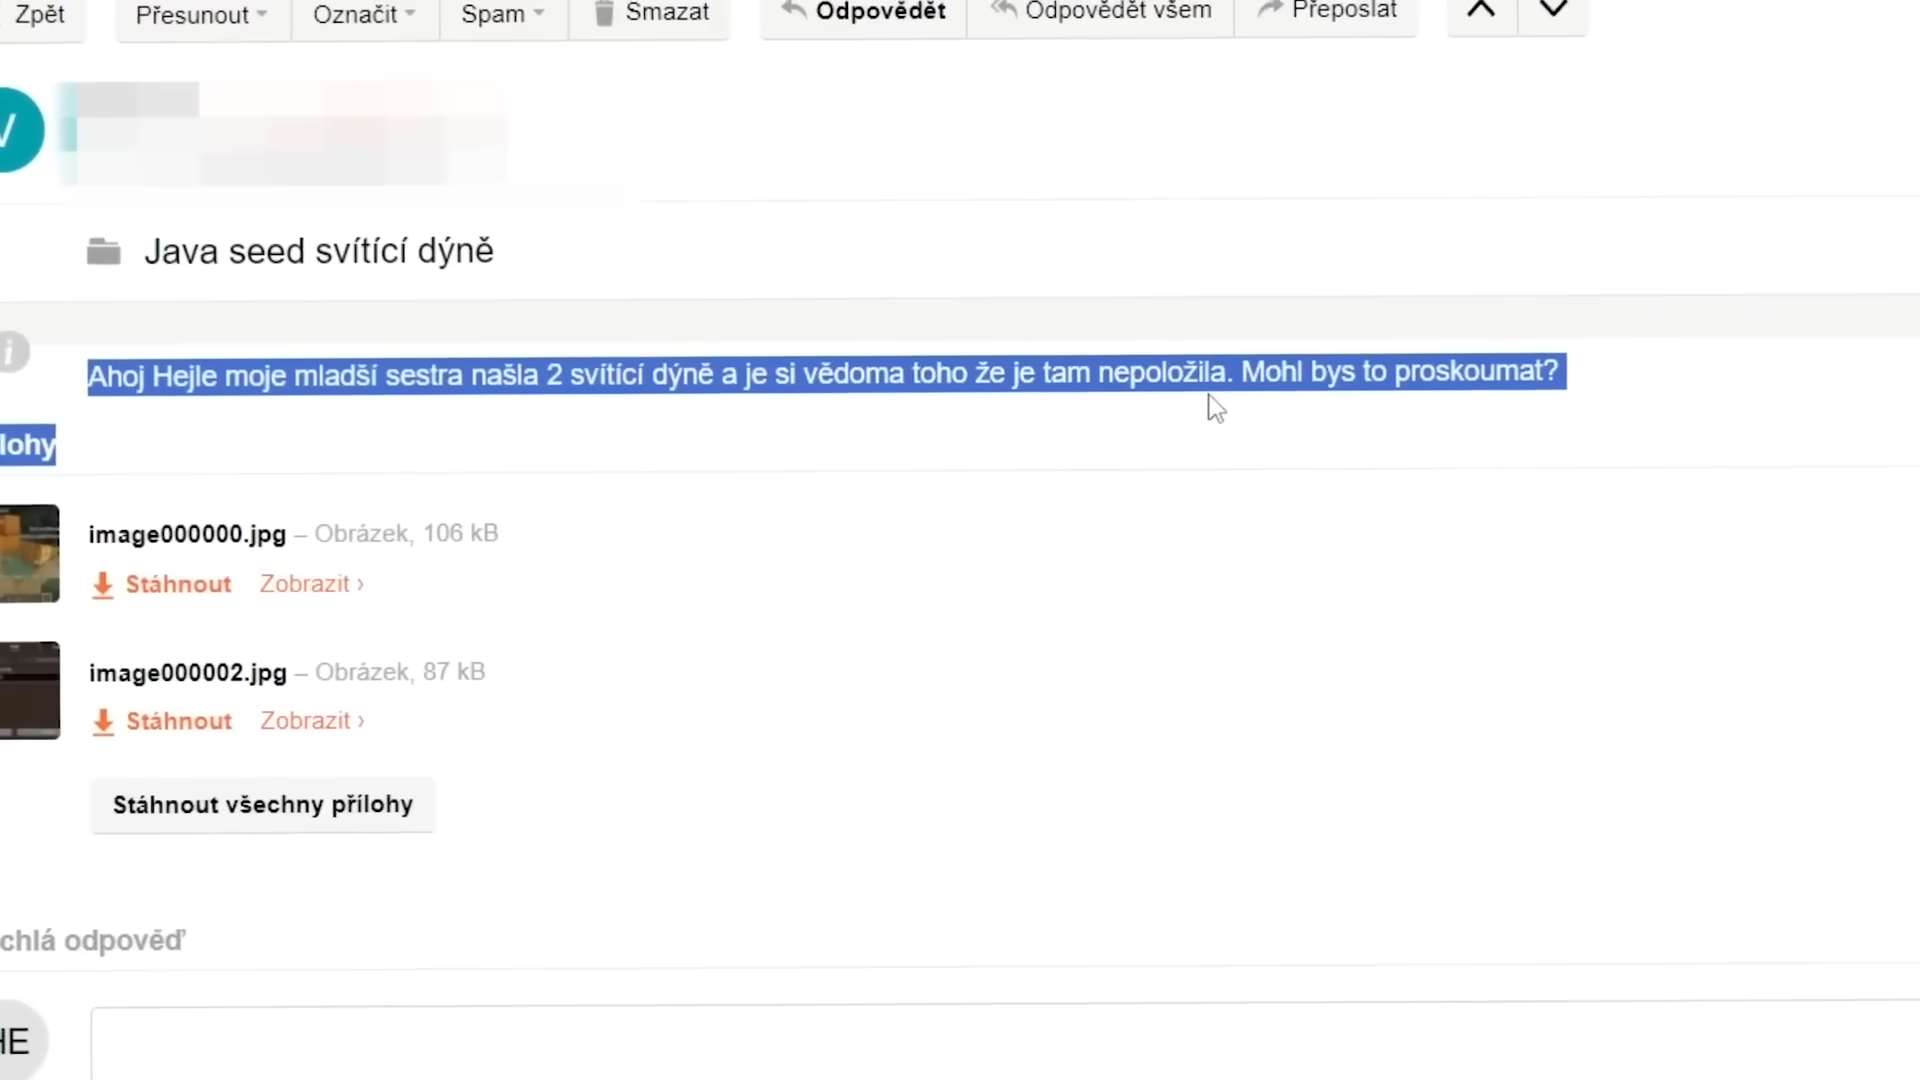 Zpět Přesunout Označit Spam Smazat Odpovědět Odpovědět všem Přeposlat
V
Java seed svítící dýně
i
Ahoj Hejle moje mladší sestra našla 2 svítící dýně a je si vědoma toho že je tam nepoložila. Mohl bys to proskoumat?
lohy
image000000.jpg – Obrázek, 106 kB
Stáhnout Zobrazit ›
image000002.jpg – Obrázek, 87 kB
Stáhnout Zobrazit ›
Stáhnout všechny přílohy
chlá odpověď
HE